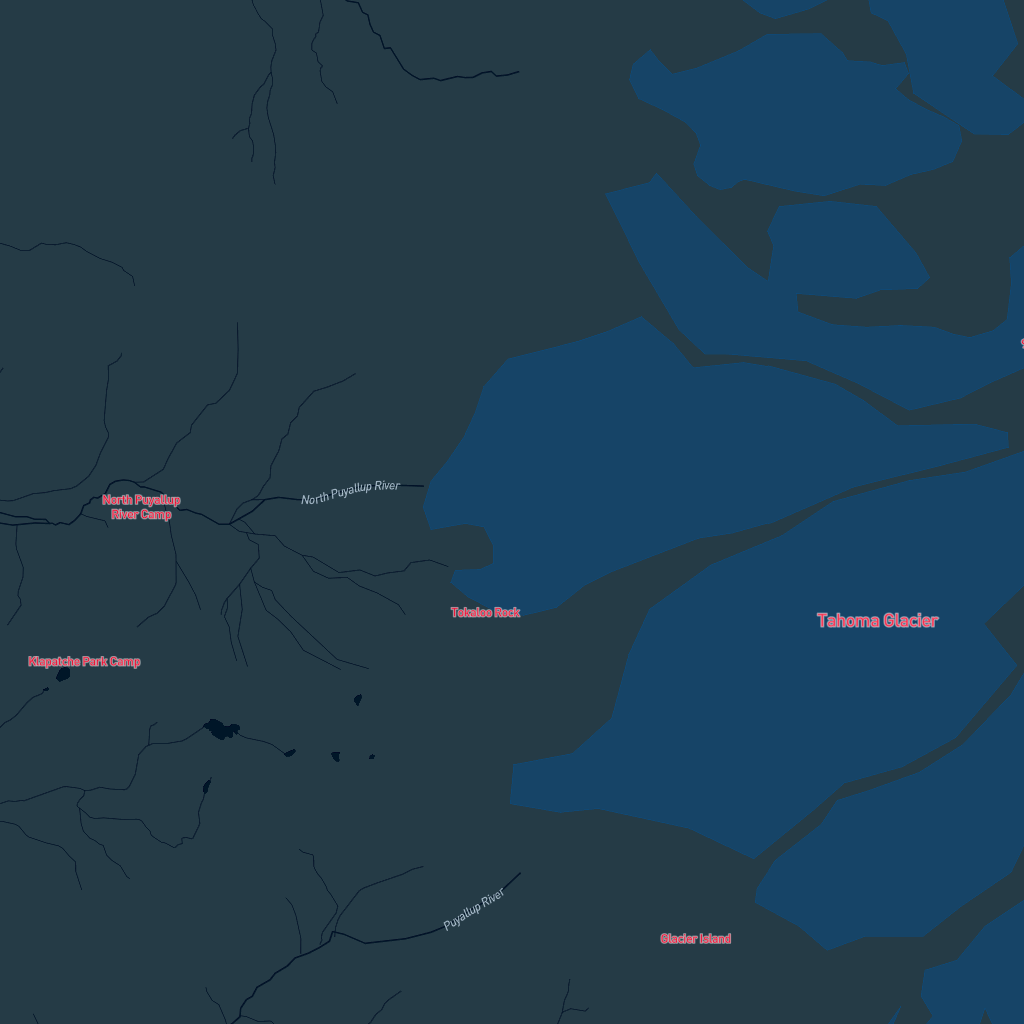 North Puyallup River
North Puyallup
River Camp
Tokaloo Rock
Tahoma Glacier
Klapatche Park Camp
Puyallup River
Glacier Island